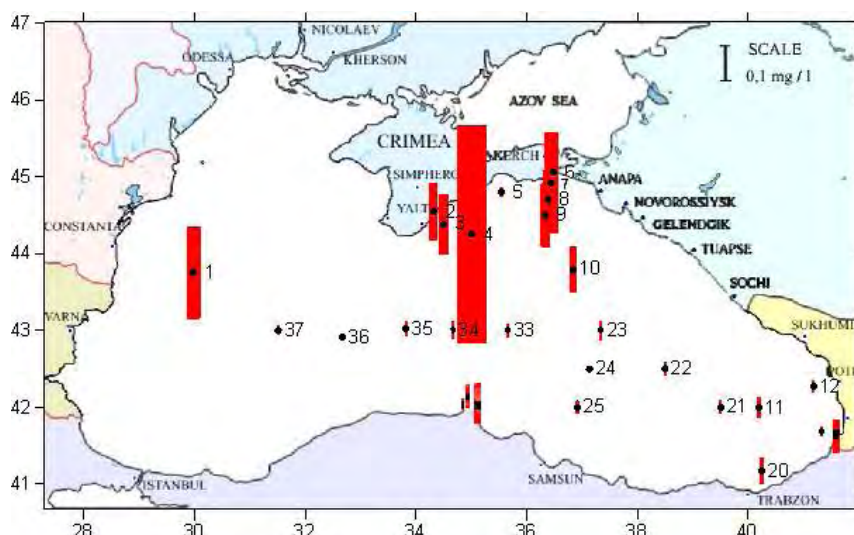 47
46
45
44
43
42
41
28
30
32
34
36
38
40
NICOLAEV
ODESSA
KHERSON
SCALE
0,1 mg / l
AZOV SEA
CRIMEA
KERCH
SIMPHERO
ANAPA
YALT
NOVOROSSIYSK
GELENDGIK
TUAPSE
CONSTANTA
SOCHI
VARNA
SUKHUMI
POTI
ISTANBUL
SAMSUN
TRABZON
1
2
3
4
5
6
7
8
9
10
37
36
35
34
33
23
24
22
25
21
11
12
20